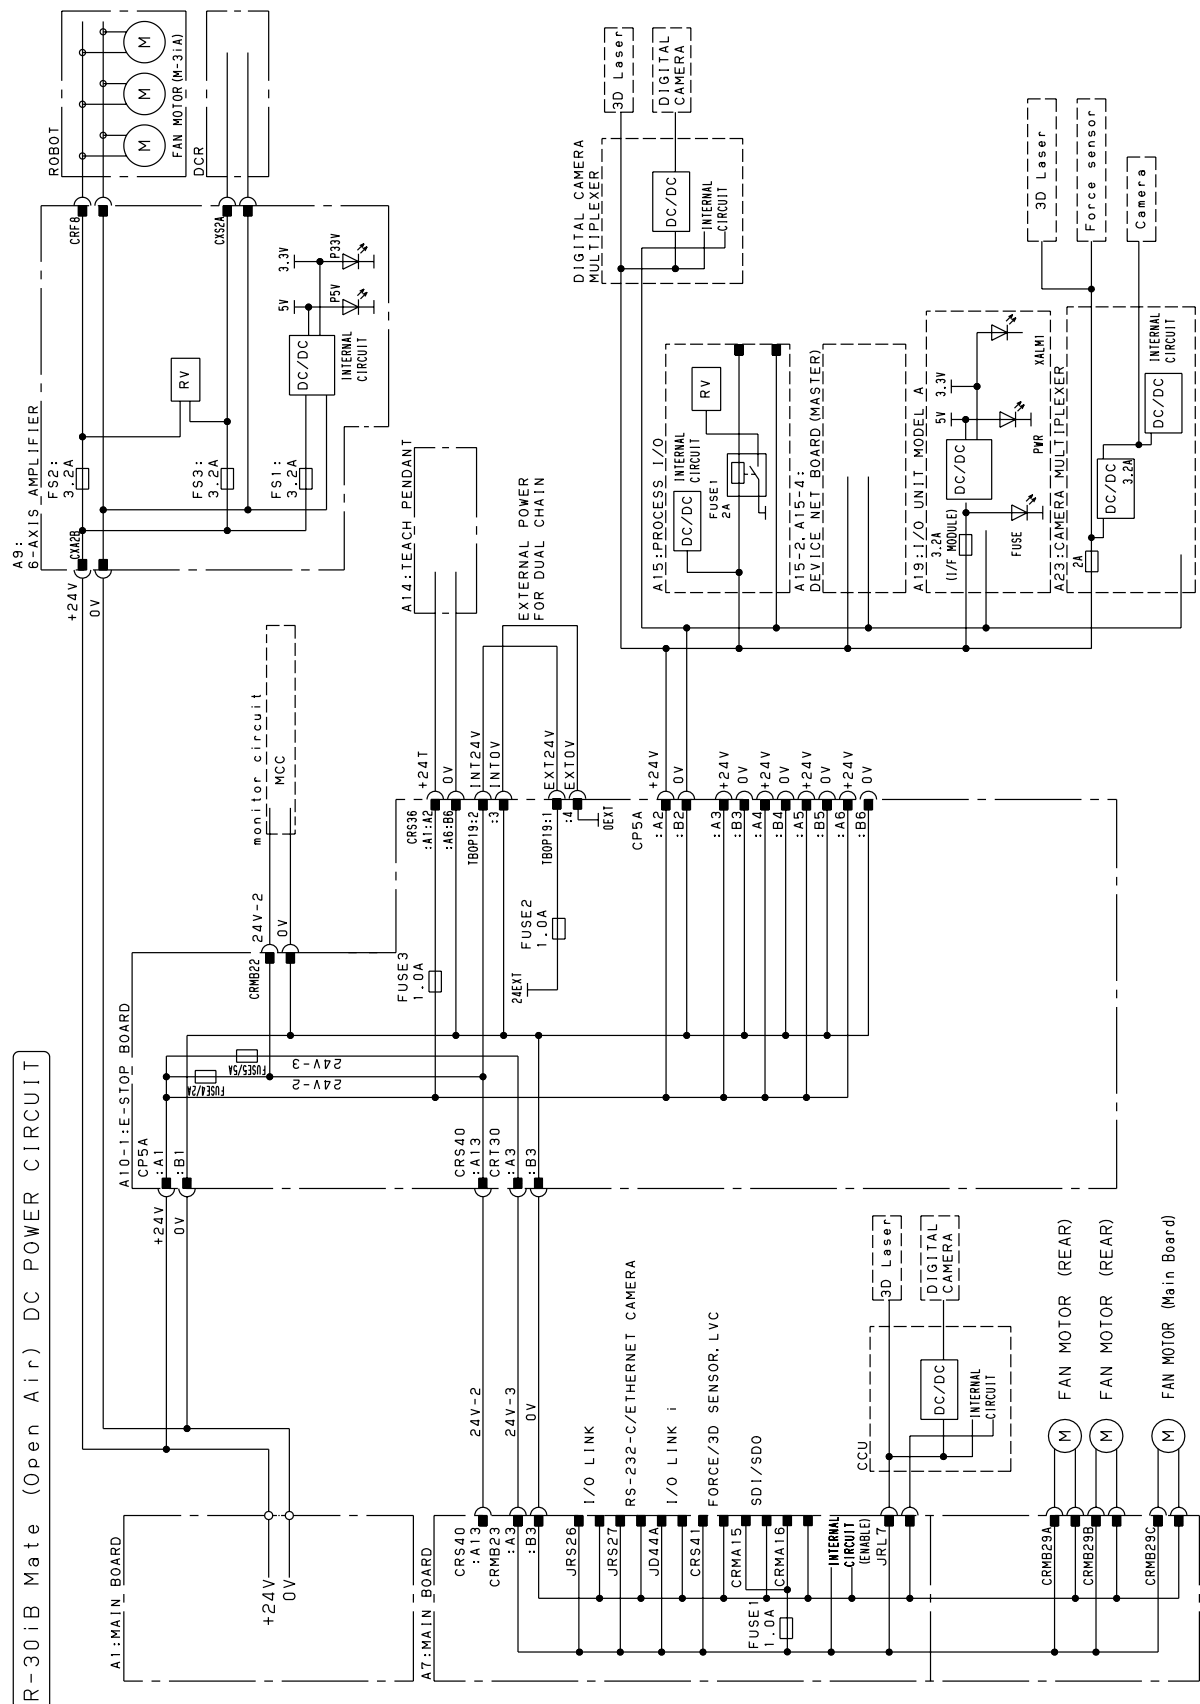 R-30iB Mate (Open Air) DC POWER CIRCUIT
A1:MAIN BOARD
+24V
0V
A7:MAIN BOARD
CRS40
:A13
CRMB23
:A3
:B3
JRS26
JRS27
JD44A
CRS41
CRMA15
CRMA16
FUSE1
1.0A
INTERNAL
CIRCUIT
(ENABLE)
JRL7
CRMB29A
CRMB29B
CRMB29C
24V-2
24V-3
0V
I/O LINK
RS-232-C/ETHERNET CAMERA
I/O LINK i
FORCE/3D SENSOR,LVC
SDI/SDO
CCU
DC/DC
INTERNAL
CIRCUIT
3D Laser
DIGITAL
CAMERA
M
FAN MOTOR (REAR)
M
FAN MOTOR (REAR)
M
FAN MOTOR (Main Board)
+24V
0V
A10-1:E-STOP BOARD
CP5A
:A1
:B1
CRS40
:A13
CRT30
:A3
:B3
FUSE4/2A
FUSE5/5A
24V-3
24V-2
CRMB22
24V-2
0V
monitor circuit
MCC
FUSE3
1.0A
24EXT
FUSE2
1.0A
CRS36
:A1:A2
:A6:B6
TBOP19:2
:3
TBOP19:1
:4
0EXT
+24T
0V
INT24V
INT0V
EXT24V
EXT0V
CP5A
:A2
:B2
:A3
:B3
:A4
:B4
:A5
:B5
:A6
:B6
+24V
0V
+24V
0V
+24V
0V
+24V
0V
+24V
0V
A14:TEACH PENDANT
EXTERNAL POWER
FOR DUAL CHAIN
A9:
6-AXIS AMPLIFIER
+24V
0V
CXA2B
FS2:
3.2A
FS3:
3.2A
FS1:
3.2A
RV
DC/DC
INTERNAL
CIRCUIT
5V
3.3V
P5V
P33V
CRF8
CXS2A
ROBOT
M
M
M
FAN MOTOR(M-3iA)
DCR
DIGITAL CAMERA
MULTIPLEXER
DC/DC
INTERNAL
CIRCUIT
3D Laser
DIGITAL
CAMERA
A15:PROCESS I/O
DC/DC
INTERNAL
CIRCUIT
FUSE1
2A
RV
A15-2,A15-4:
DEVICE NET BOARD(MASTER)
A19:I/O UNIT MODEL A
3.2A
(I/F MODULE)
FUSE
DC/DC
5V
3.3V
PWR
XALM1
A23:CAMERA MULTIPLEXER
2A
DC/DC
3.2A
DC/DC
INTERNAL
CIRCUIT
3D Laser
Force sensor
Camera